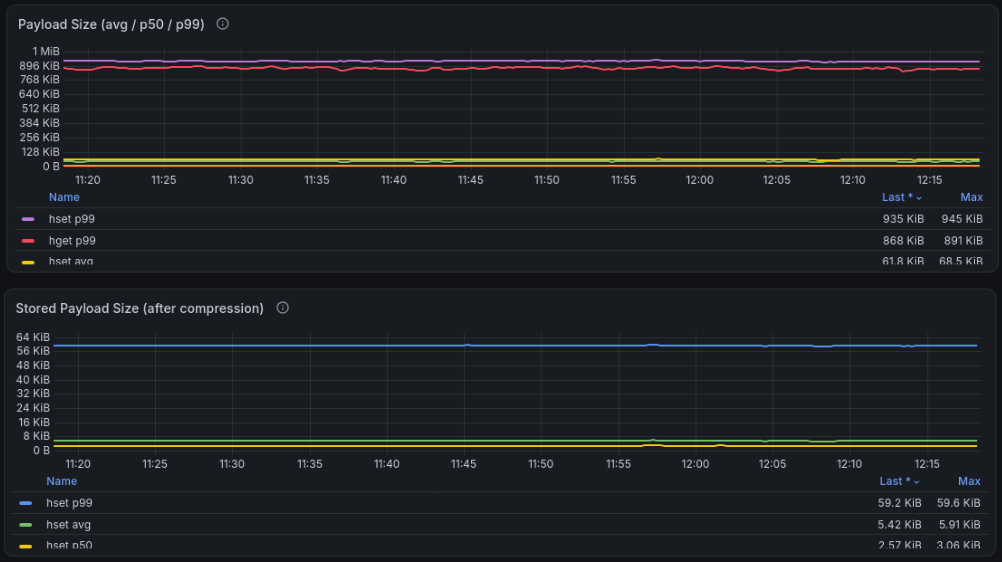 Payload Size (avg / p50 / p99)
1 MiB
896 KiB
768 KiB
640 KiB
512 KiB
384 KiB
256 KiB
128 KiB
0 B
11:20 11:25 11:30 11:35 11:40 11:45 11:50 11:55 12:00 12:05 12:10 12:15
Name Last * Max
hset p99 935 KiB 945 KiB
hget p99 868 KiB 891 KiB
hset avg 61.8 KiB 68.5 KiB
Stored Payload Size (after compression)
64 KiB
56 KiB
48 KiB
40 KiB
32 KiB
24 KiB
16 KiB
8 KiB
0 B
11:20 11:25 11:30 11:35 11:40 11:45 11:50 11:55 12:00 12:05 12:10 12:15
Name Last * Max
hset p99 59.2 KiB 59.6 KiB
hset avg 5.42 KiB 5.91 KiB
hset p50 2.57 KiB 3.06 KiB